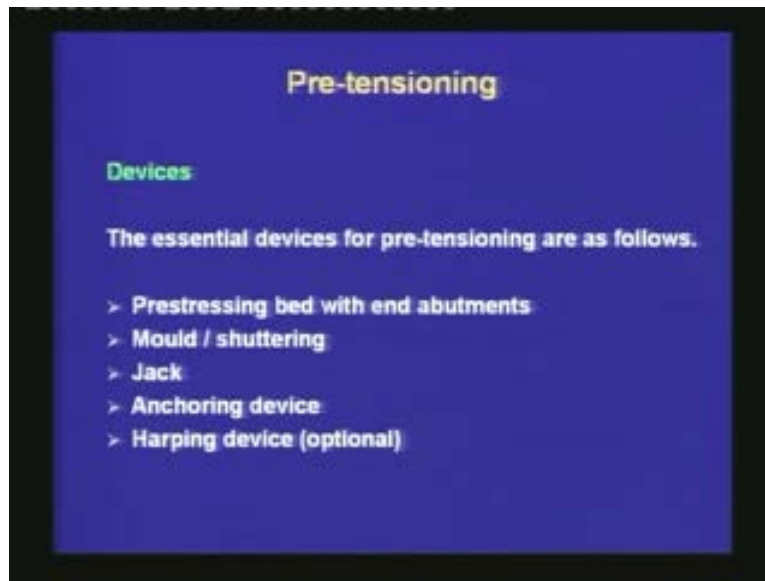 Pre-tensioning
Devices
The essential devices for pre-tensioning are as follows.
➢ Prestressing bed with end abutments
➢ Mould / shuttering
➢ Jack
➢ Anchoring device
➢ Harping device (optional)